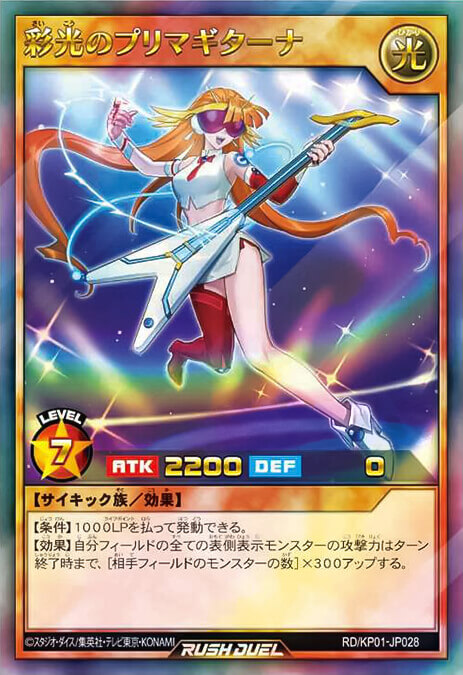 彩光のプリマギターナ
光
LEVEL
7
ATK 2200 DEF 0
【サイキック族/効果】
【条件】1000LPを払って発動できる。
【効果】自分フィールドの全ての表側表示モンスターの攻撃力はターン
終了時まで、[相手フィールドのモンスターの数]×300アップする。
©スタジオ・ダイス/集英社・テレビ東京・KONAMI
RUSH DUEL
RD/KP01-JP028